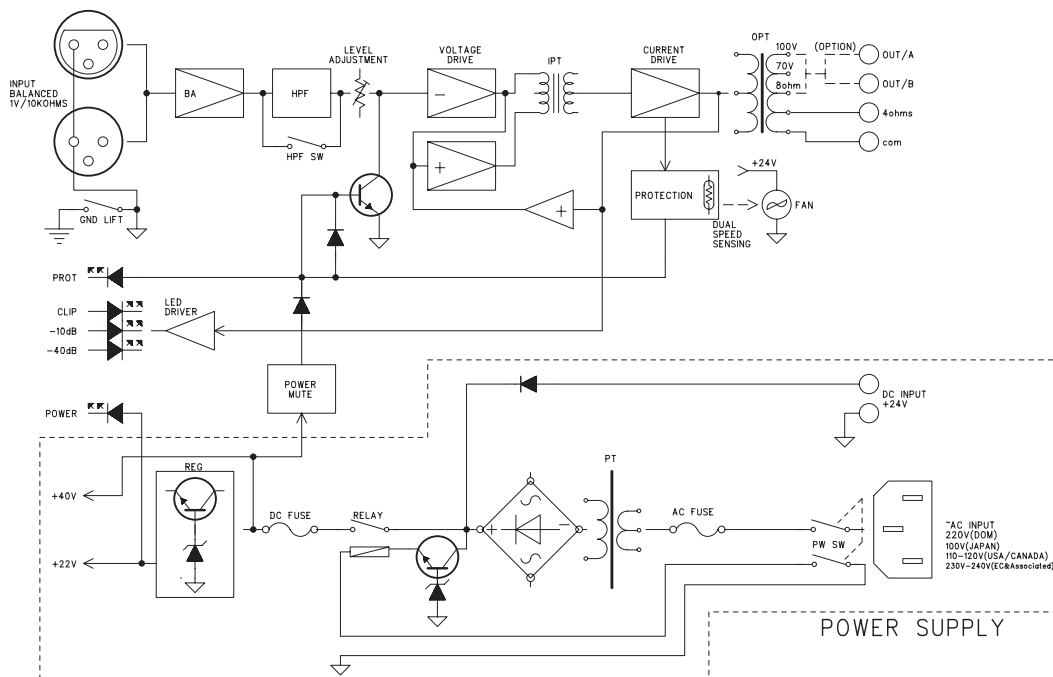 INPUT
BALANCED
1V/10KOHMS
BA
HPF
HPF SW
LEVEL
ADJUSTMENT
VOLTAGE
DRIVE
−
+
+
IPT
CURRENT
DRIVE
OPT
100V
70V
8ohm
(OPTION)
OUT/A
OUT/B
4ohms
com
GND LIFT
PROTECTION
DUAL
SPEED
SENSING
+24V
FAN
PROT
CLIP
-10dB
-40dB
LED
DRIVER
POWER
MUTE
POWER
DC INPUT
+24V
REG
+40V
+22V
DC FUSE
RELAY
+
−
PT
AC FUSE
PW SW
~AC INPUT
220V(DOM)
100V(JAPAN)
110-120V(USA/CANADA)
230V-240V(EC&Associated)
POWER SUPPLY